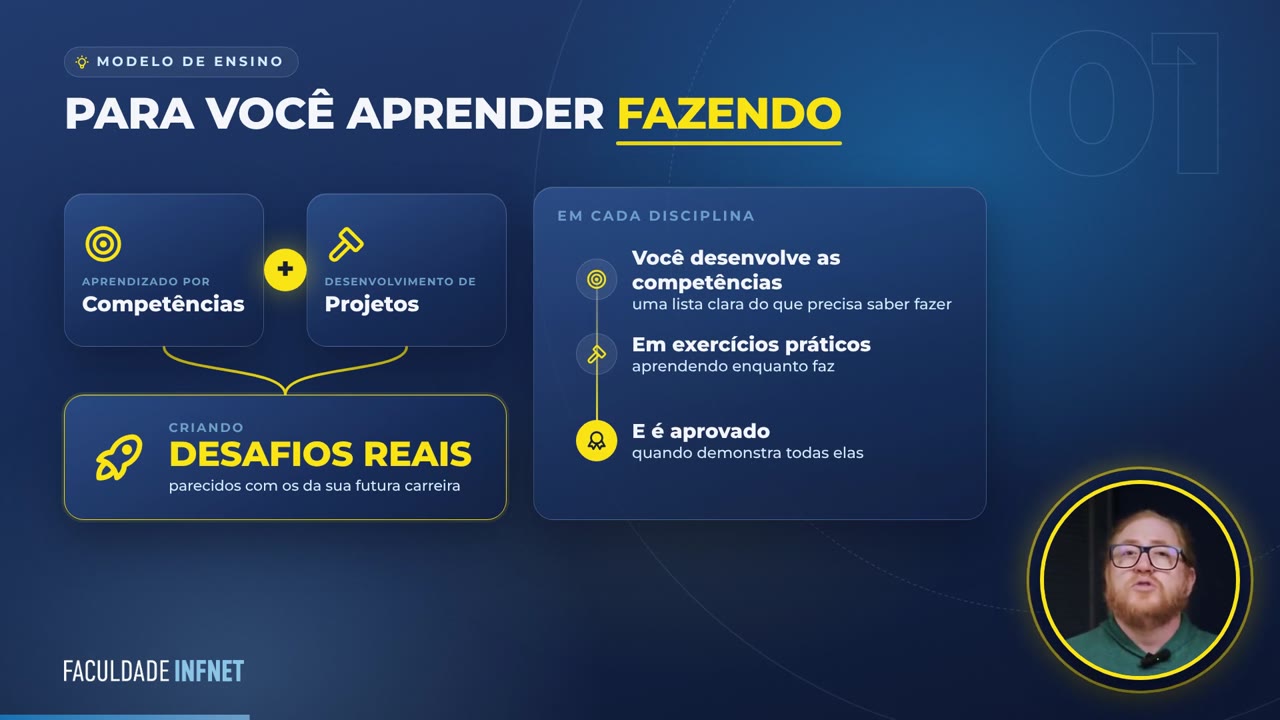 MODELO DE ENSINO
01
PARA VOCÊ APRENDER FAZENDO
APRENDIZADO POR
Competências
+
DESENVOLVIMENTO DE
Projetos
CRIANDO
DESAFIOS REAIS
parecidos com os da sua futura carreira
EM CADA DISCIPLINA
Você desenvolve as
competências
uma lista clara do que precisa saber fazer
Em exercícios práticos
aprendendo enquanto faz
E é aprovado
quando demonstra todas elas
FACULDADE INFNET